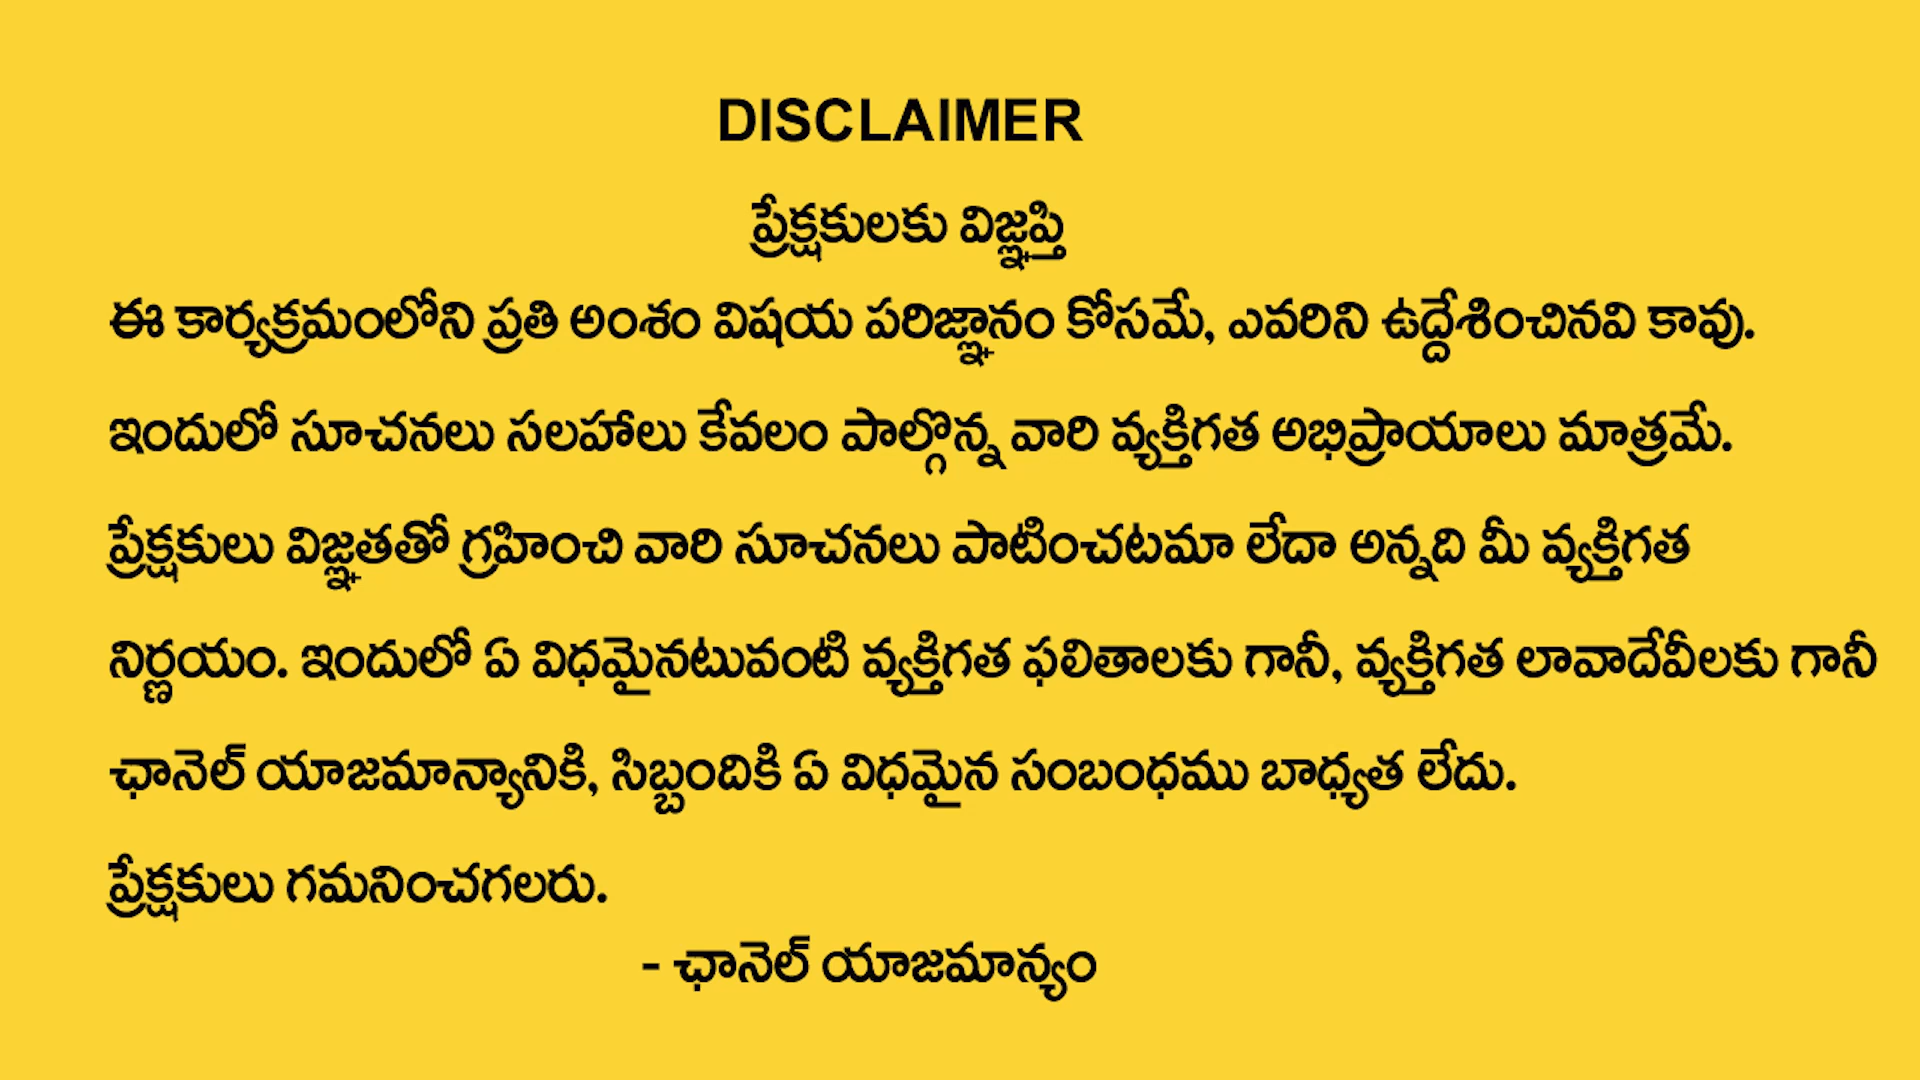 DISCLAIMER
ప్రేక్షకులకు విజ్ఞప్తి
ఈ కార్యక్రమంలోని ప్రతి అంశం విషయ పరిజ్ఞానం కోసమే, ఎవరిని ఉద్దేశించినవి కావు.
ఇందులో సూచనలు సలహాలు కేవలం పాల్గొన్న వారి వ్యక్తిగత అభిప్రాయాలు మాత్రమే.
ప్రేక్షకులు విజ్ఞతతో గ్రహించి వారి సూచనలు పాటించటమా లేదా అన్నది మీ వ్యక్తిగత
నిర్ణయం. ఇందులో ఏ విధమైనటువంటి వ్యక్తిగత ఫలితాలకు గానీ, వ్యక్తిగత లావాదేవీలకు గానీ
ఛానెల్ యాజమాన్యానికి, సిబ్బందికి ఏ విధమైన సంబంధము బాధ్యత లేదు.
ప్రేక్షకులు గమనించగలరు.
- ఛానెల్ యాజమాన్యం